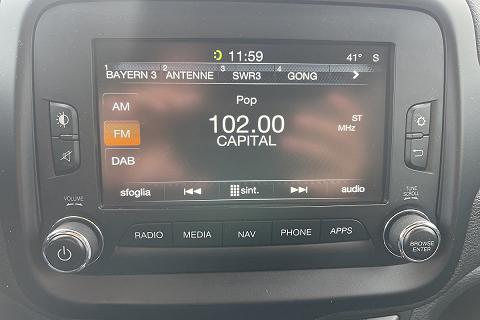 11:59 41° S
1 BAYERN 3 2 ANTENNE 3 SWR3 4 GONG >
AM
Pop
FM
102.00 ST MHz
CAPITAL
DAB
sfoglia sint. audio
VOLUME
TUNE
SCROLL
RADIO MEDIA NAV PHONE APPS
BROWSE
ENTER